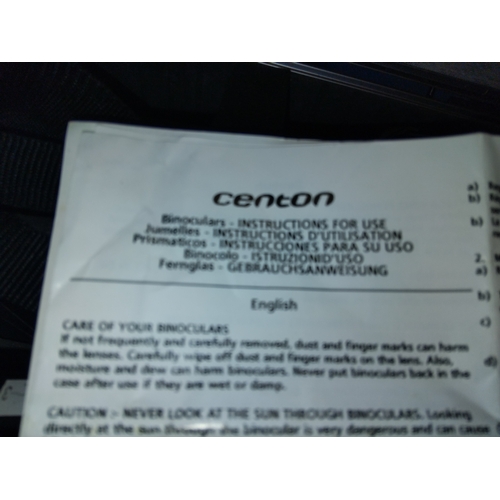 centon
Binoculars - INSTRUCTIONS FOR USE
Jumelles - INSTRUCTIONS D'UTILISATION
Prismaticos - INSTRUCCIONES PARA SU USO
Binocolo - ISTRUZIONID'USO
Fernglas - GEBRAUCHSANWEISUNG
English
CARE OF YOUR BINOCULARS
If not frequently and carefully removed, dust and finger marks can harm
the lenses. Carefully wipe off dust and finger marks on the lens. Also,
moisture and dew can harm binoculars. Never put binoculars back in the
case after use if they are wet or damp.
CAUTION :- NEVER LOOK AT THE SUN THROUGH BINOCULARS. Looking
directly at the sun through the binocular is very dangerous and can cause
a)
b)
b)
2.
a)
b)
c)
d)